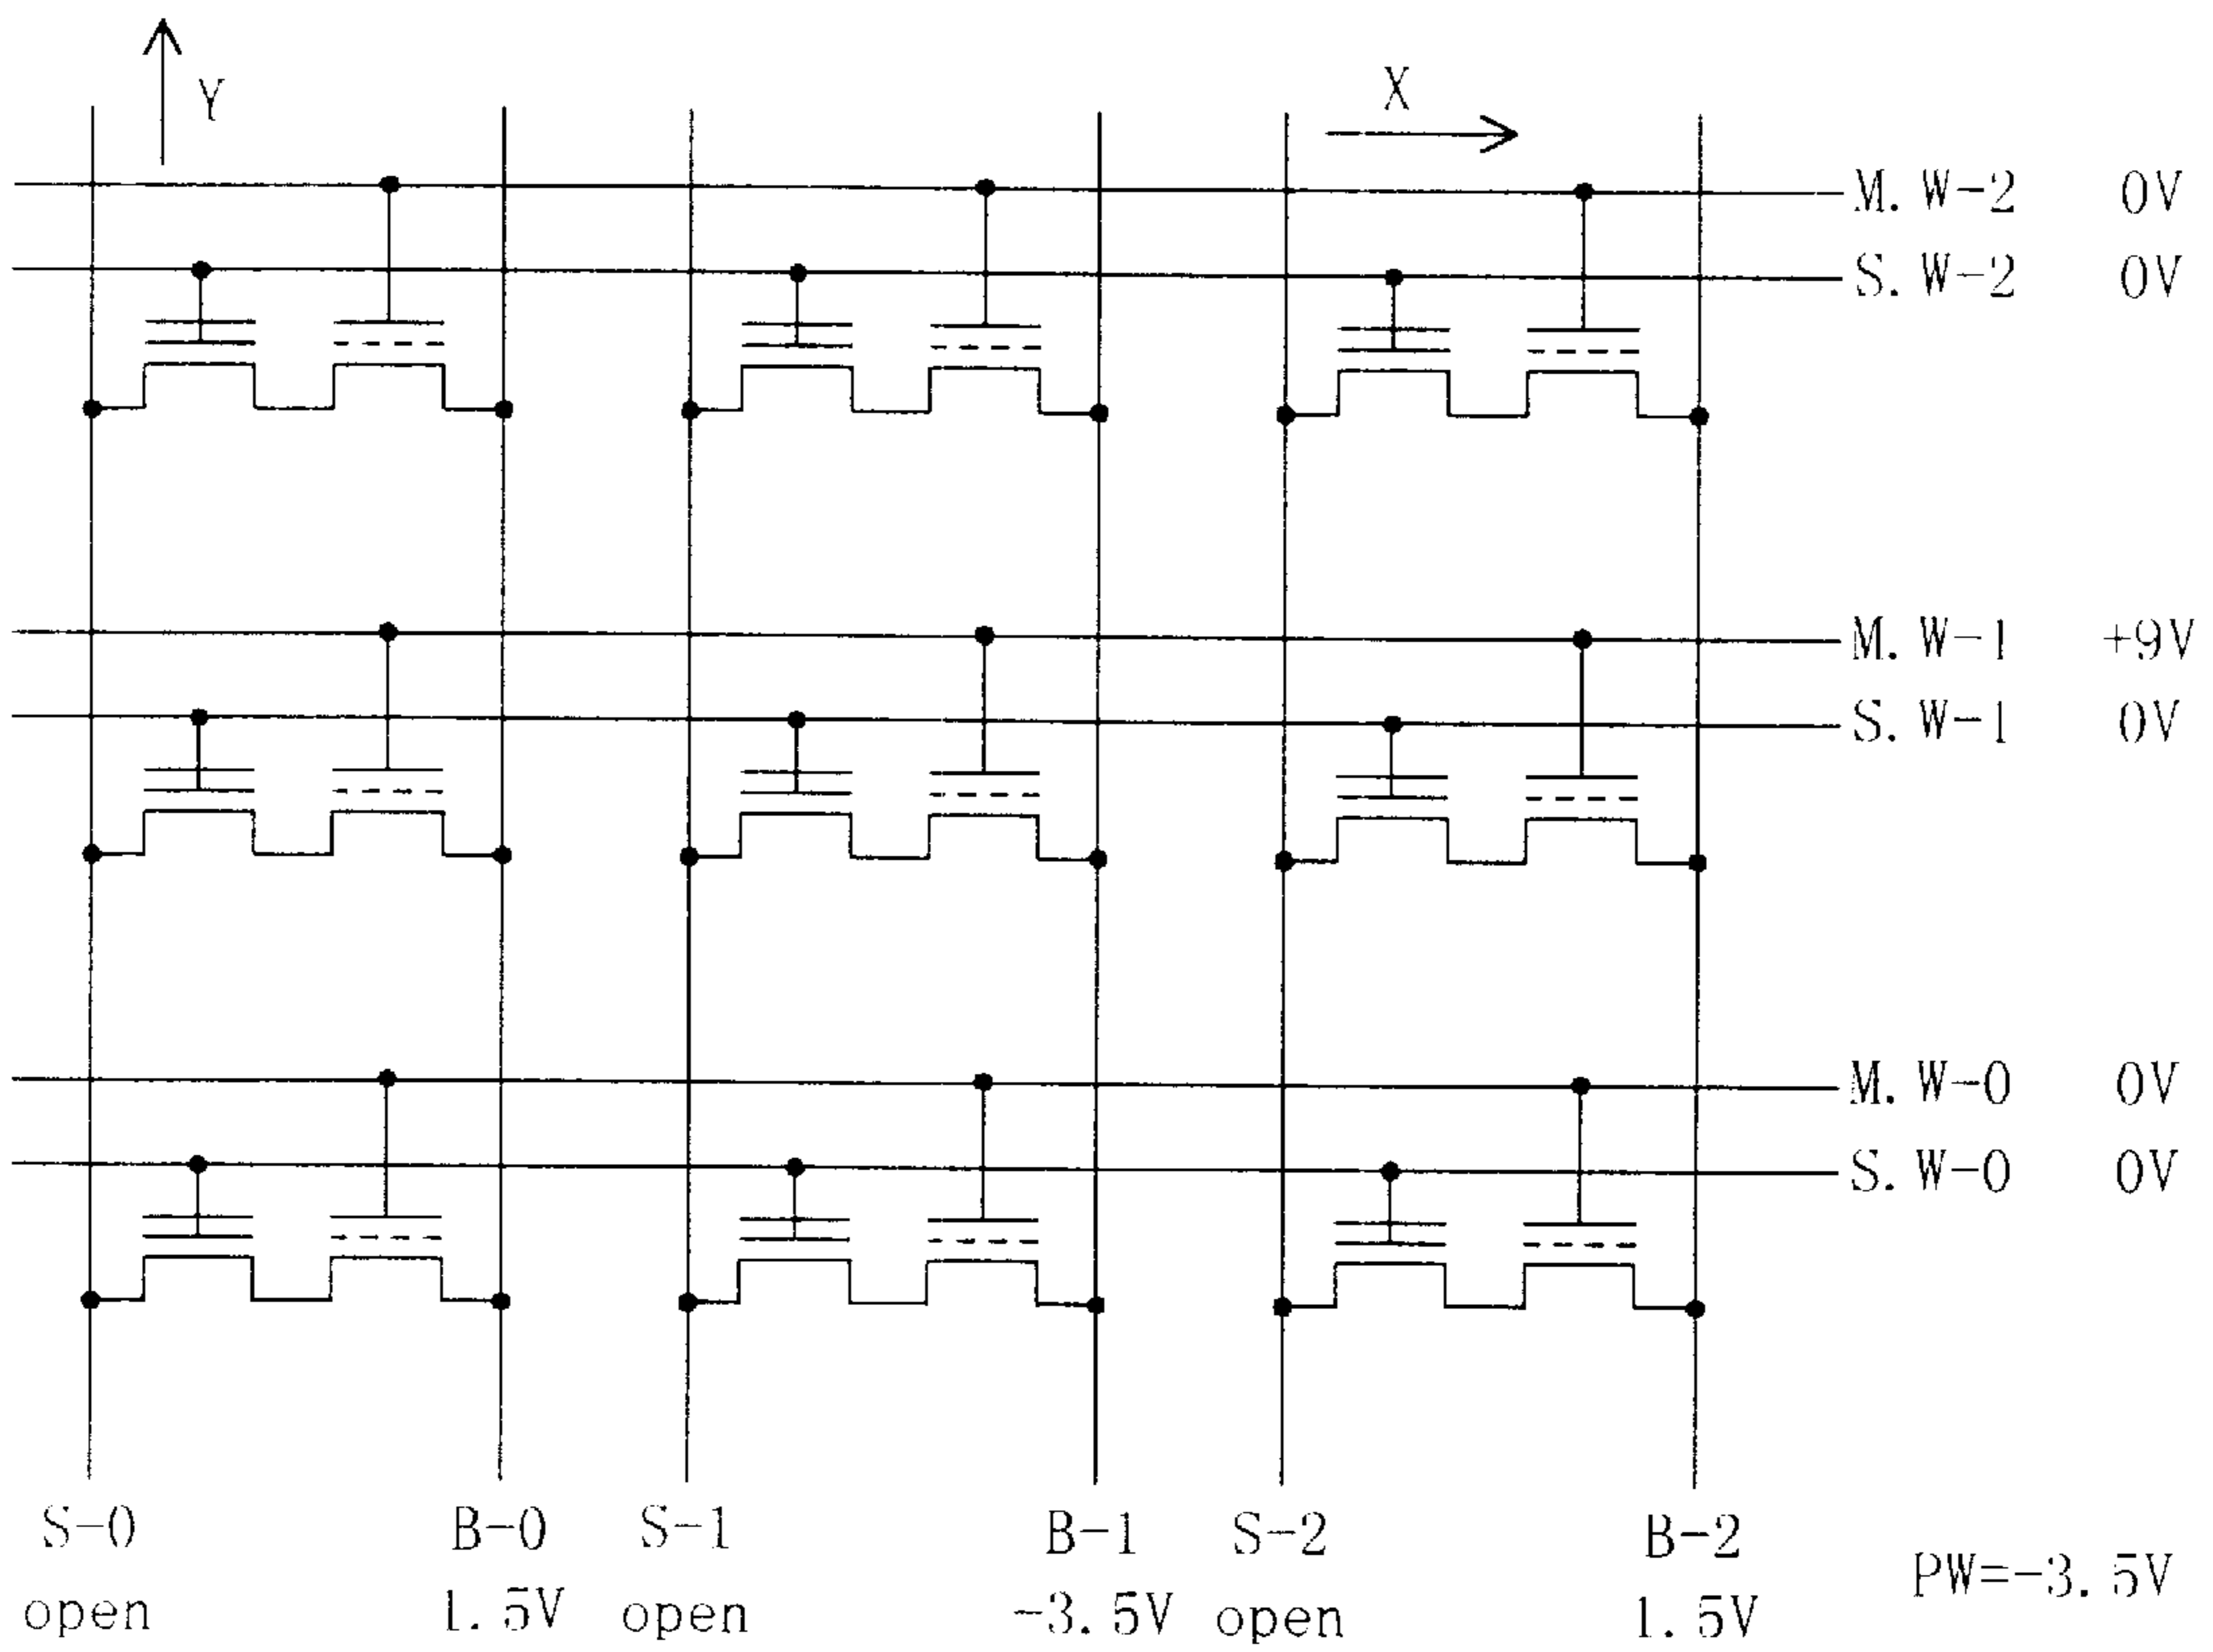 Y
X
M. W-2 0V
S. W-2 0V
M. W-1 +9V
S. W-1 0V
M. W-0 0V
S. W-0 0V
S-0 B-0 S-1 B-1 S-2 B-2
open 1.5V open -3.5V open 1.5V
PW=-3.5V